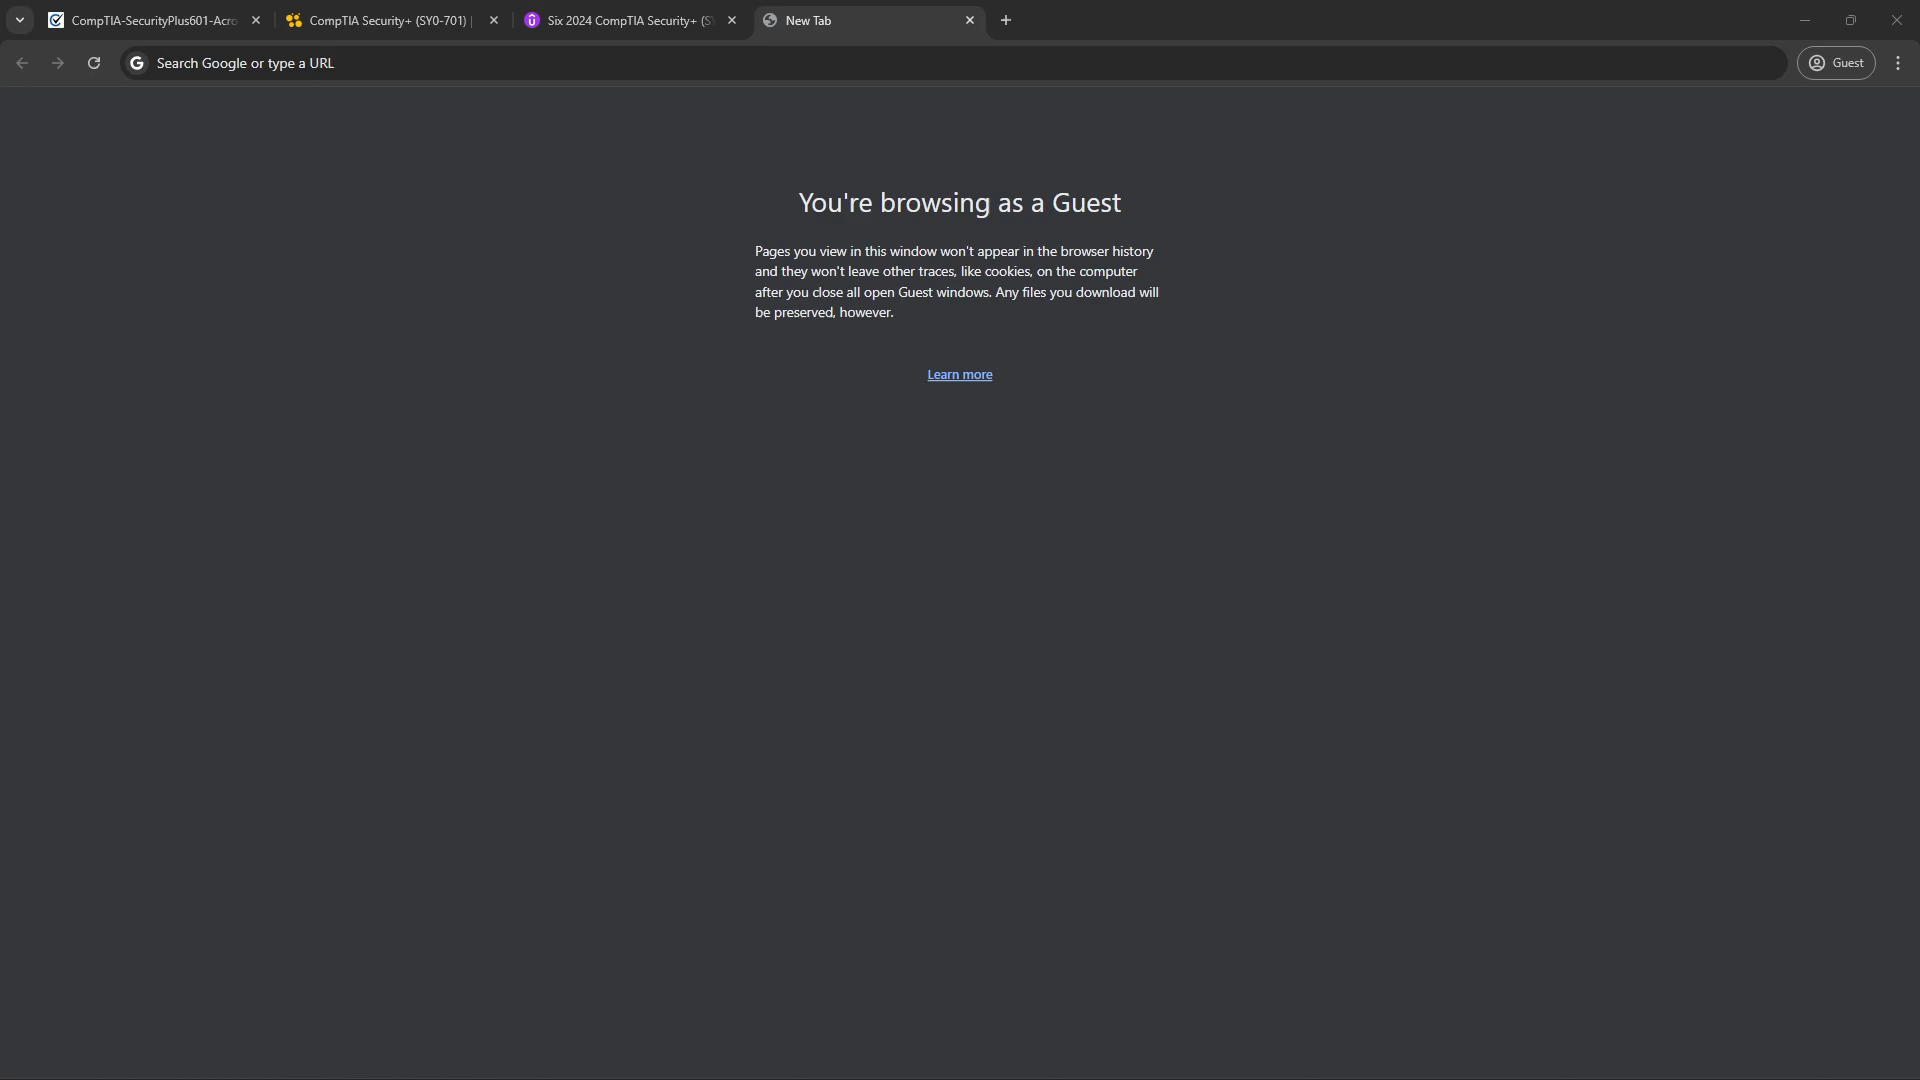 CompTIA-SecurityPlus601-Acro
CompTIA Security+ (SY0-701) |
Six 2024 CompTIA Security+ (S
New Tab
Search Google or type a URL
Guest
You're browsing as a Guest
Pages you view in this window won't appear in the browser history
and they won't leave other traces, like cookies, on the computer
after you close all open Guest windows. Any files you download will
be preserved, however.
Learn more